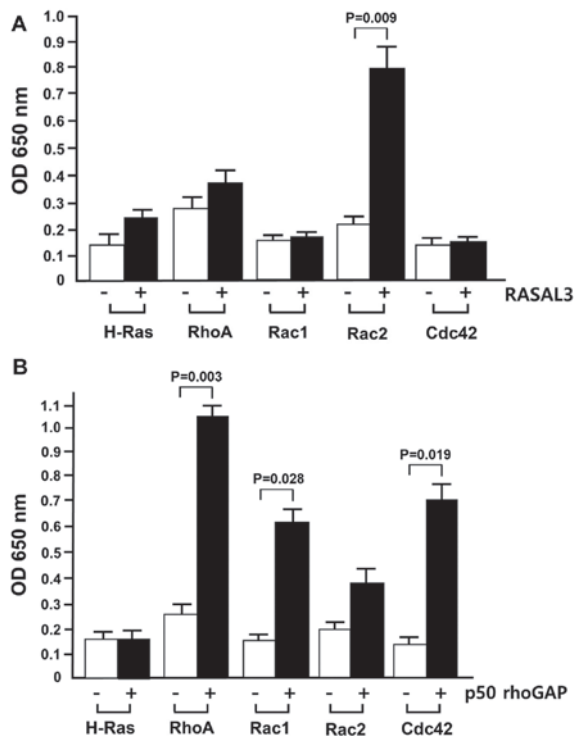 A
P=0.009
1.0
0.9
0.8
0.7
0.6
0.5
0.4
0.3
0.2
0.1
0
OD 650 nm
- + - + - + - + - + RASAL3
H-Ras RhoA Rac1 Rac2 Cdc42
B
P=0.003
P=0.028
P=0.019
1.1
1.0
0.9
0.8
0.7
0.6
0.5
0.4
0.3
0.2
0.1
0
OD 650 nm
- + - + - + - + - + p50 rhoGAP
H-Ras RhoA Rac1 Rac2 Cdc42